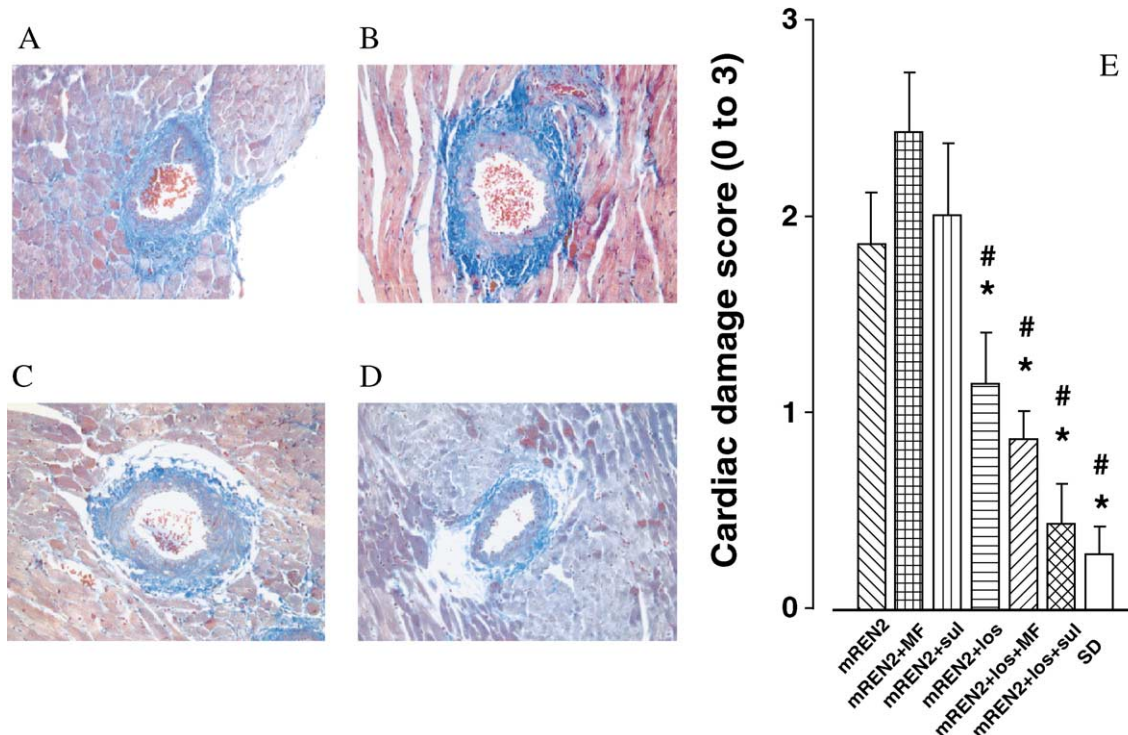 A
B
C
D
E
Cardiac damage score (0 to 3)
3
2
1
0
#
*
#
*
#
*
#
*
mREN2
mREN2+MF
mREN2+sul
mREN2+los
mREN2+los+MF
mREN2+los+sul
SD